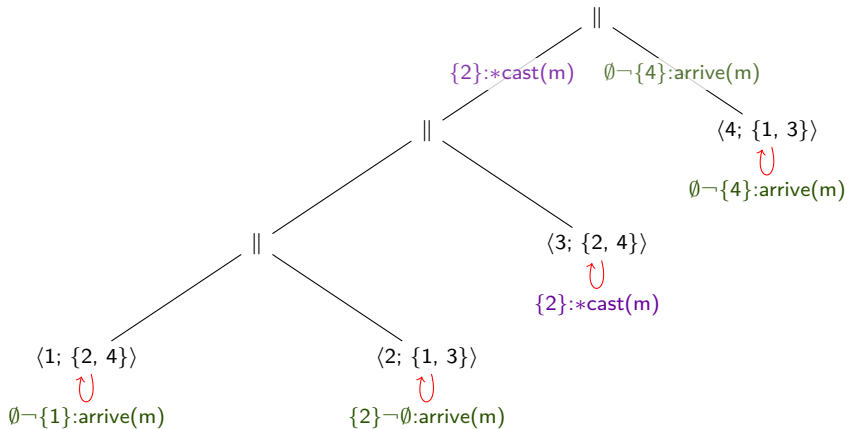 ∥
{2}:∗cast(m) ∅¬{4}:arrive(m)
∥ ⟨4; {1, 3}⟩
∅¬{4}:arrive(m)
∥ ⟨3; {2, 4}⟩
{2}:∗cast(m)
⟨1; {2, 4}⟩ ⟨2; {1, 3}⟩
∅¬{1}:arrive(m) {2}¬∅:arrive(m)